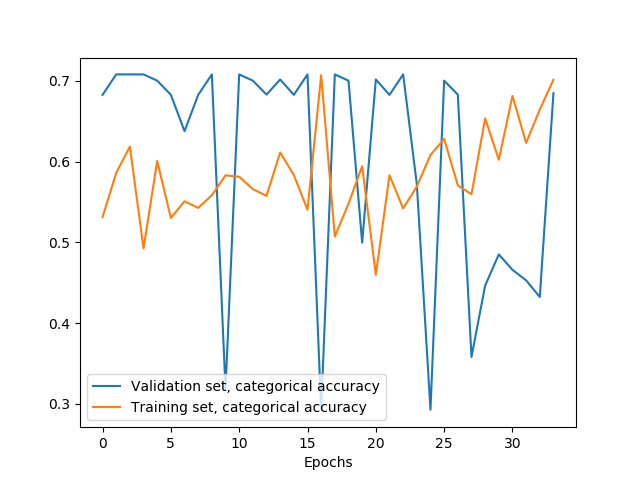 0.7
0.6
0.5
0.4
0.3
Validation set, categorical accuracy
Training set, categorical accuracy
0 5 10 15 20 25 30
Epochs